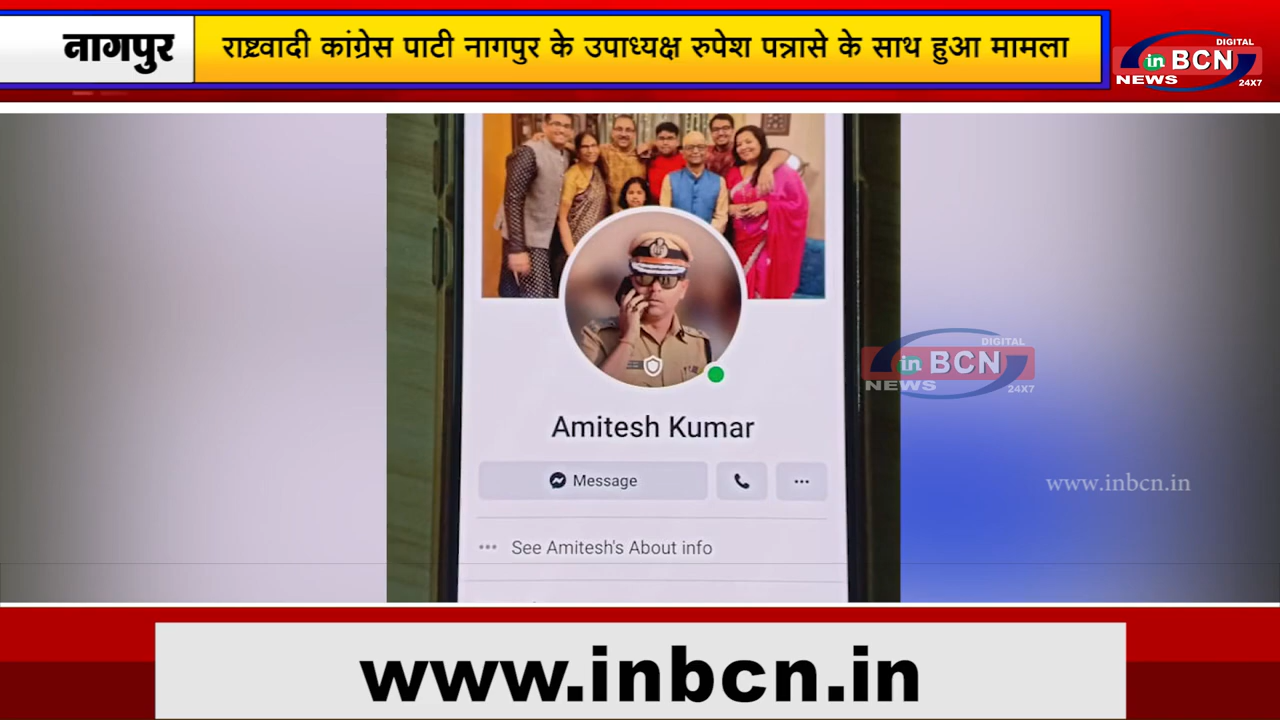 नागपुर
राष्ट्रवादी कांग्रेस पाटी नागपुर के उपाध्यक्ष रुपेश पन्नासे के साथ हुआ मामला
DIGITAL
in BCN
NEWS 24X7
Amitesh Kumar
Message
See Amitesh's About info
DIGITAL
in BCN
NEWS 24X7
www.inbcn.in
www.inbcn.in